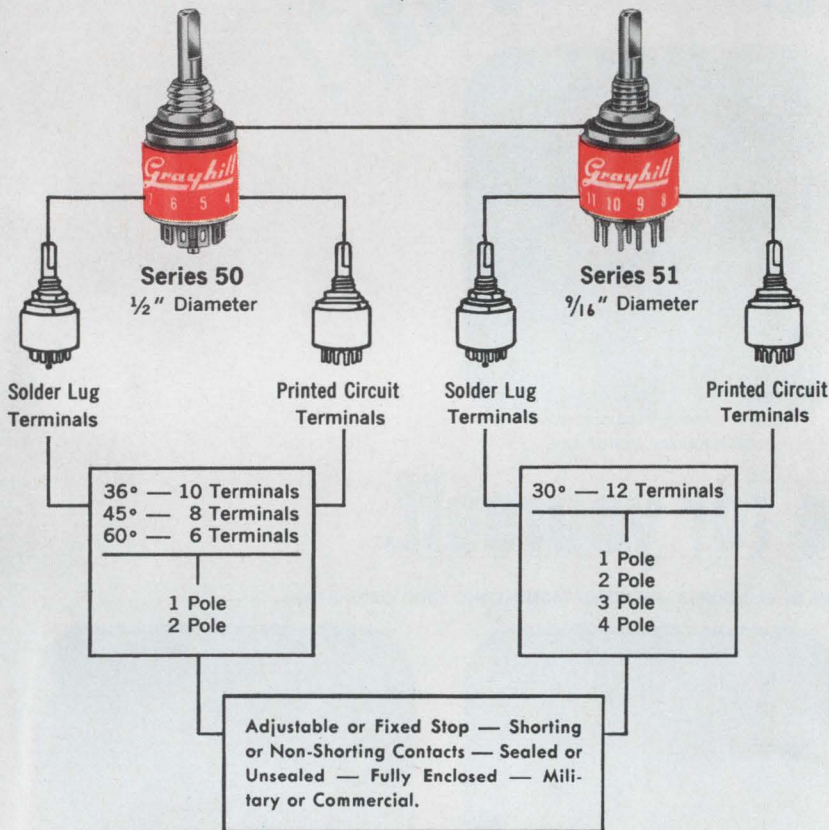 Grayhill
7 6 5 4
Grayhill
11 10 9 8 7
Series 50
½" Diameter
Series 51
9/16" Diameter
Solder Lug
Terminals
Printed Circuit
Terminals
Solder Lug
Terminals
Printed Circuit
Terminals
36° — 10 Terminals
45° — 8 Terminals
60° — 6 Terminals
1 Pole
2 Pole
30° — 12 Terminals
1 Pole
2 Pole
3 Pole
4 Pole
Adjustable or Fixed Stop — Shorting
or Non-Shorting Contacts — Sealed or
Unsealed — Fully Enclosed — Mili-
tary or Commercial.